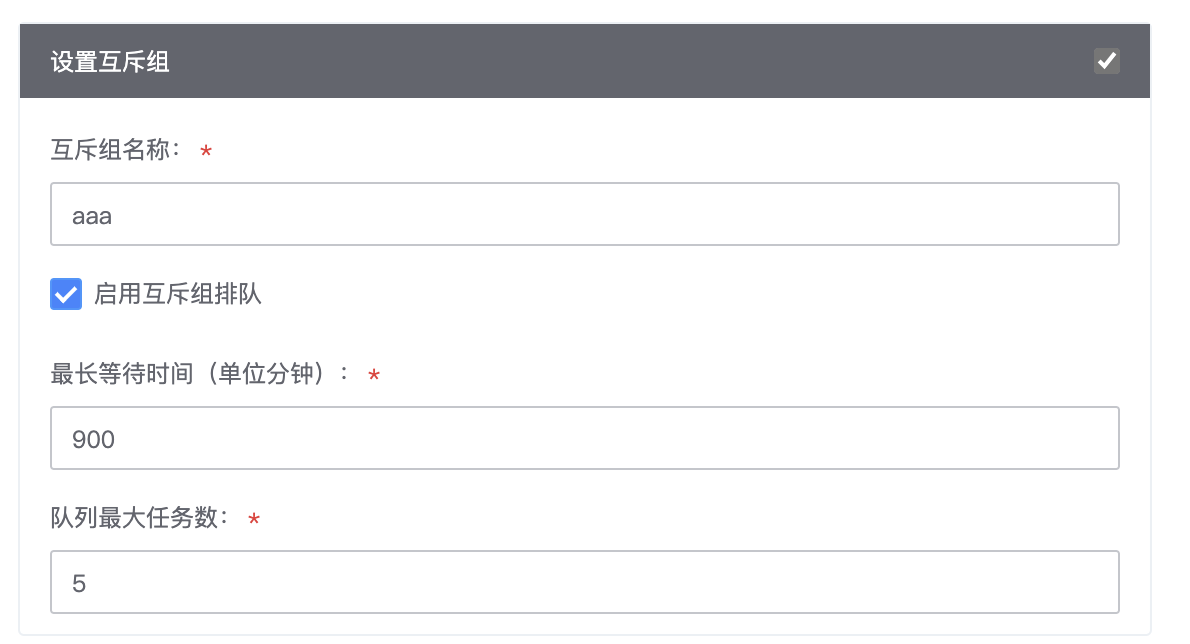 设置互斥组
互斥组名称： *
aaa
启用互斥组排队
最长等待时间（单位分钟）： *
900
队列最大任务数： *
5